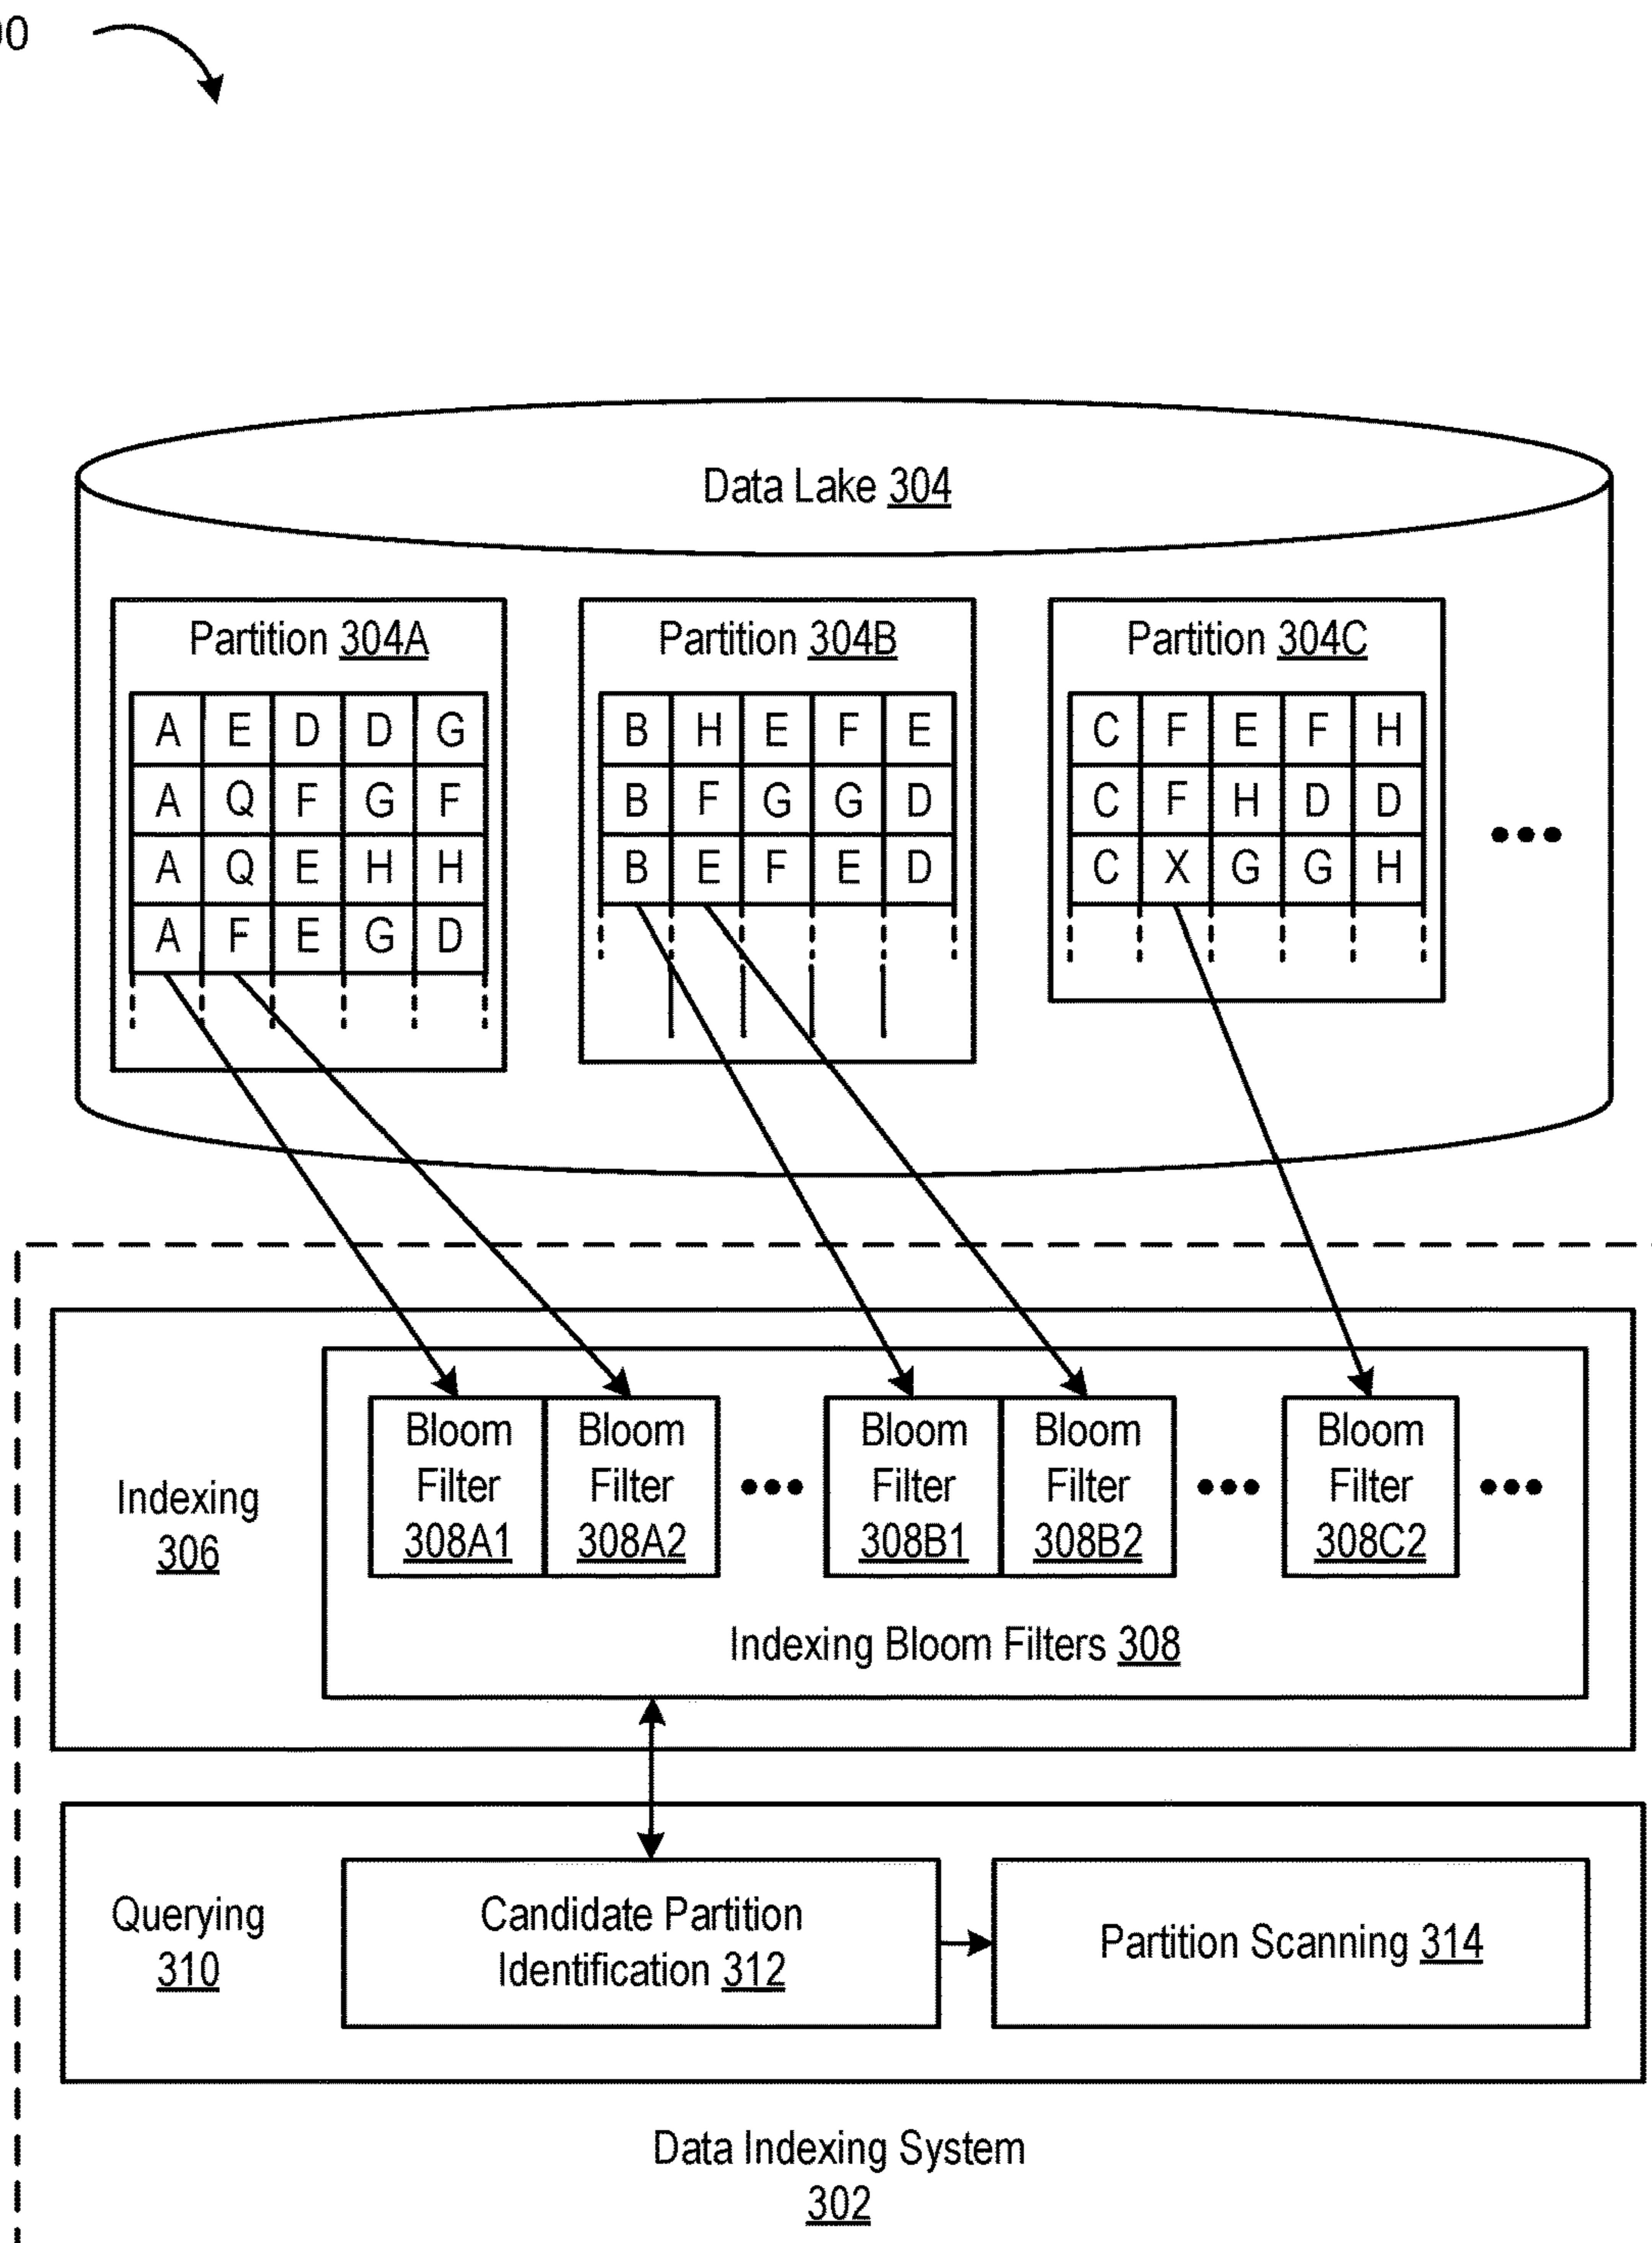 00
Data Lake 304
Partition 304A
A E D D G
A Q F G F
A Q E H H
A F E G D
Partition 304B
B H E F E
B F G G D
B E F E D
Partition 304C
C F E F H
C F H D D
C X G G H
Indexing
306
Bloom
Filter
308A1
Bloom
Filter
308A2
Bloom
Filter
308B1
Bloom
Filter
308B2
Bloom
Filter
308C2
Indexing Bloom Filters 308
Querying
310
Candidate Partition
Identification 312
Partition Scanning 314
Data Indexing System
302